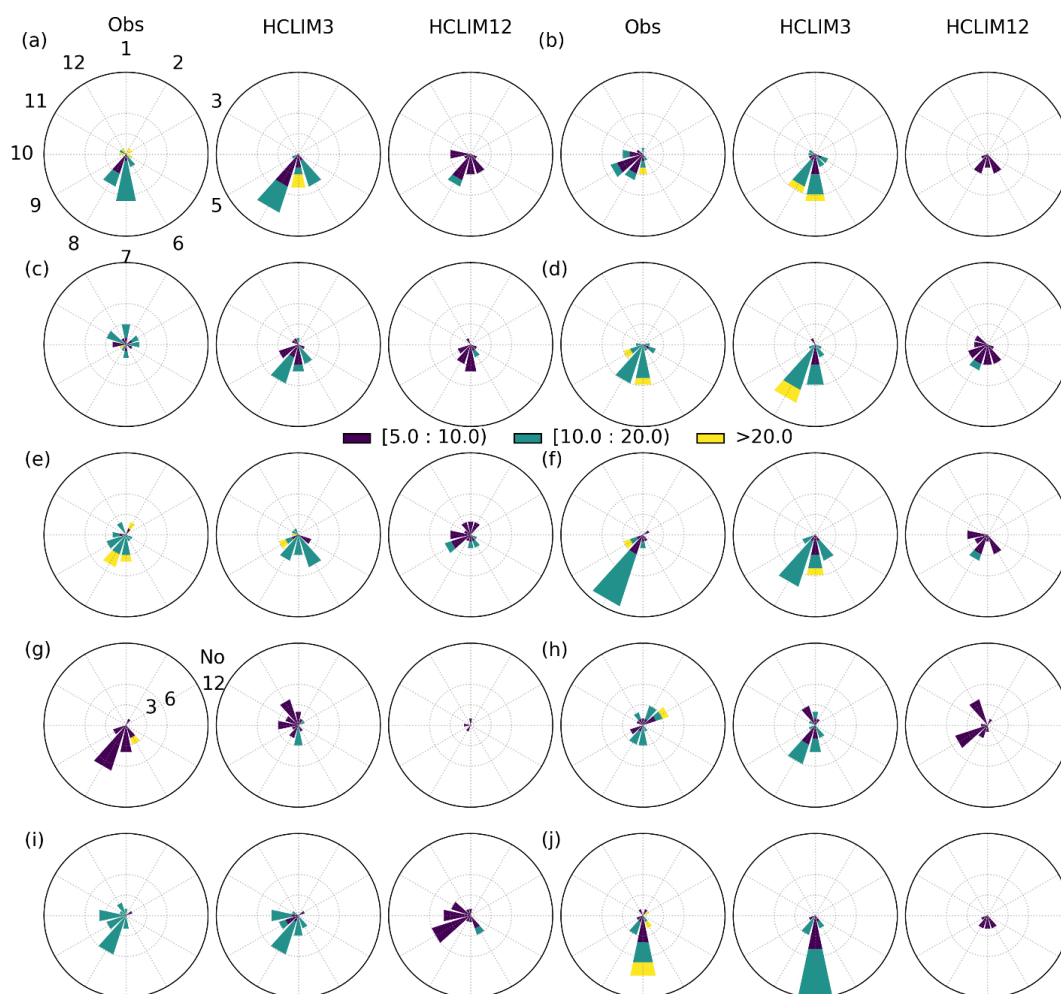 Obs HCLIM3 HCLIM12 Obs HCLIM3 HCLIM12
(a) 1 (b)
12 2
11 3
10
9 5
8 6
7
(c) (d)
[5.0 : 10.0) [10.0 : 20.0) >20.0
(e) (f)
(g) No (h)
12
3 6
(i) (j)